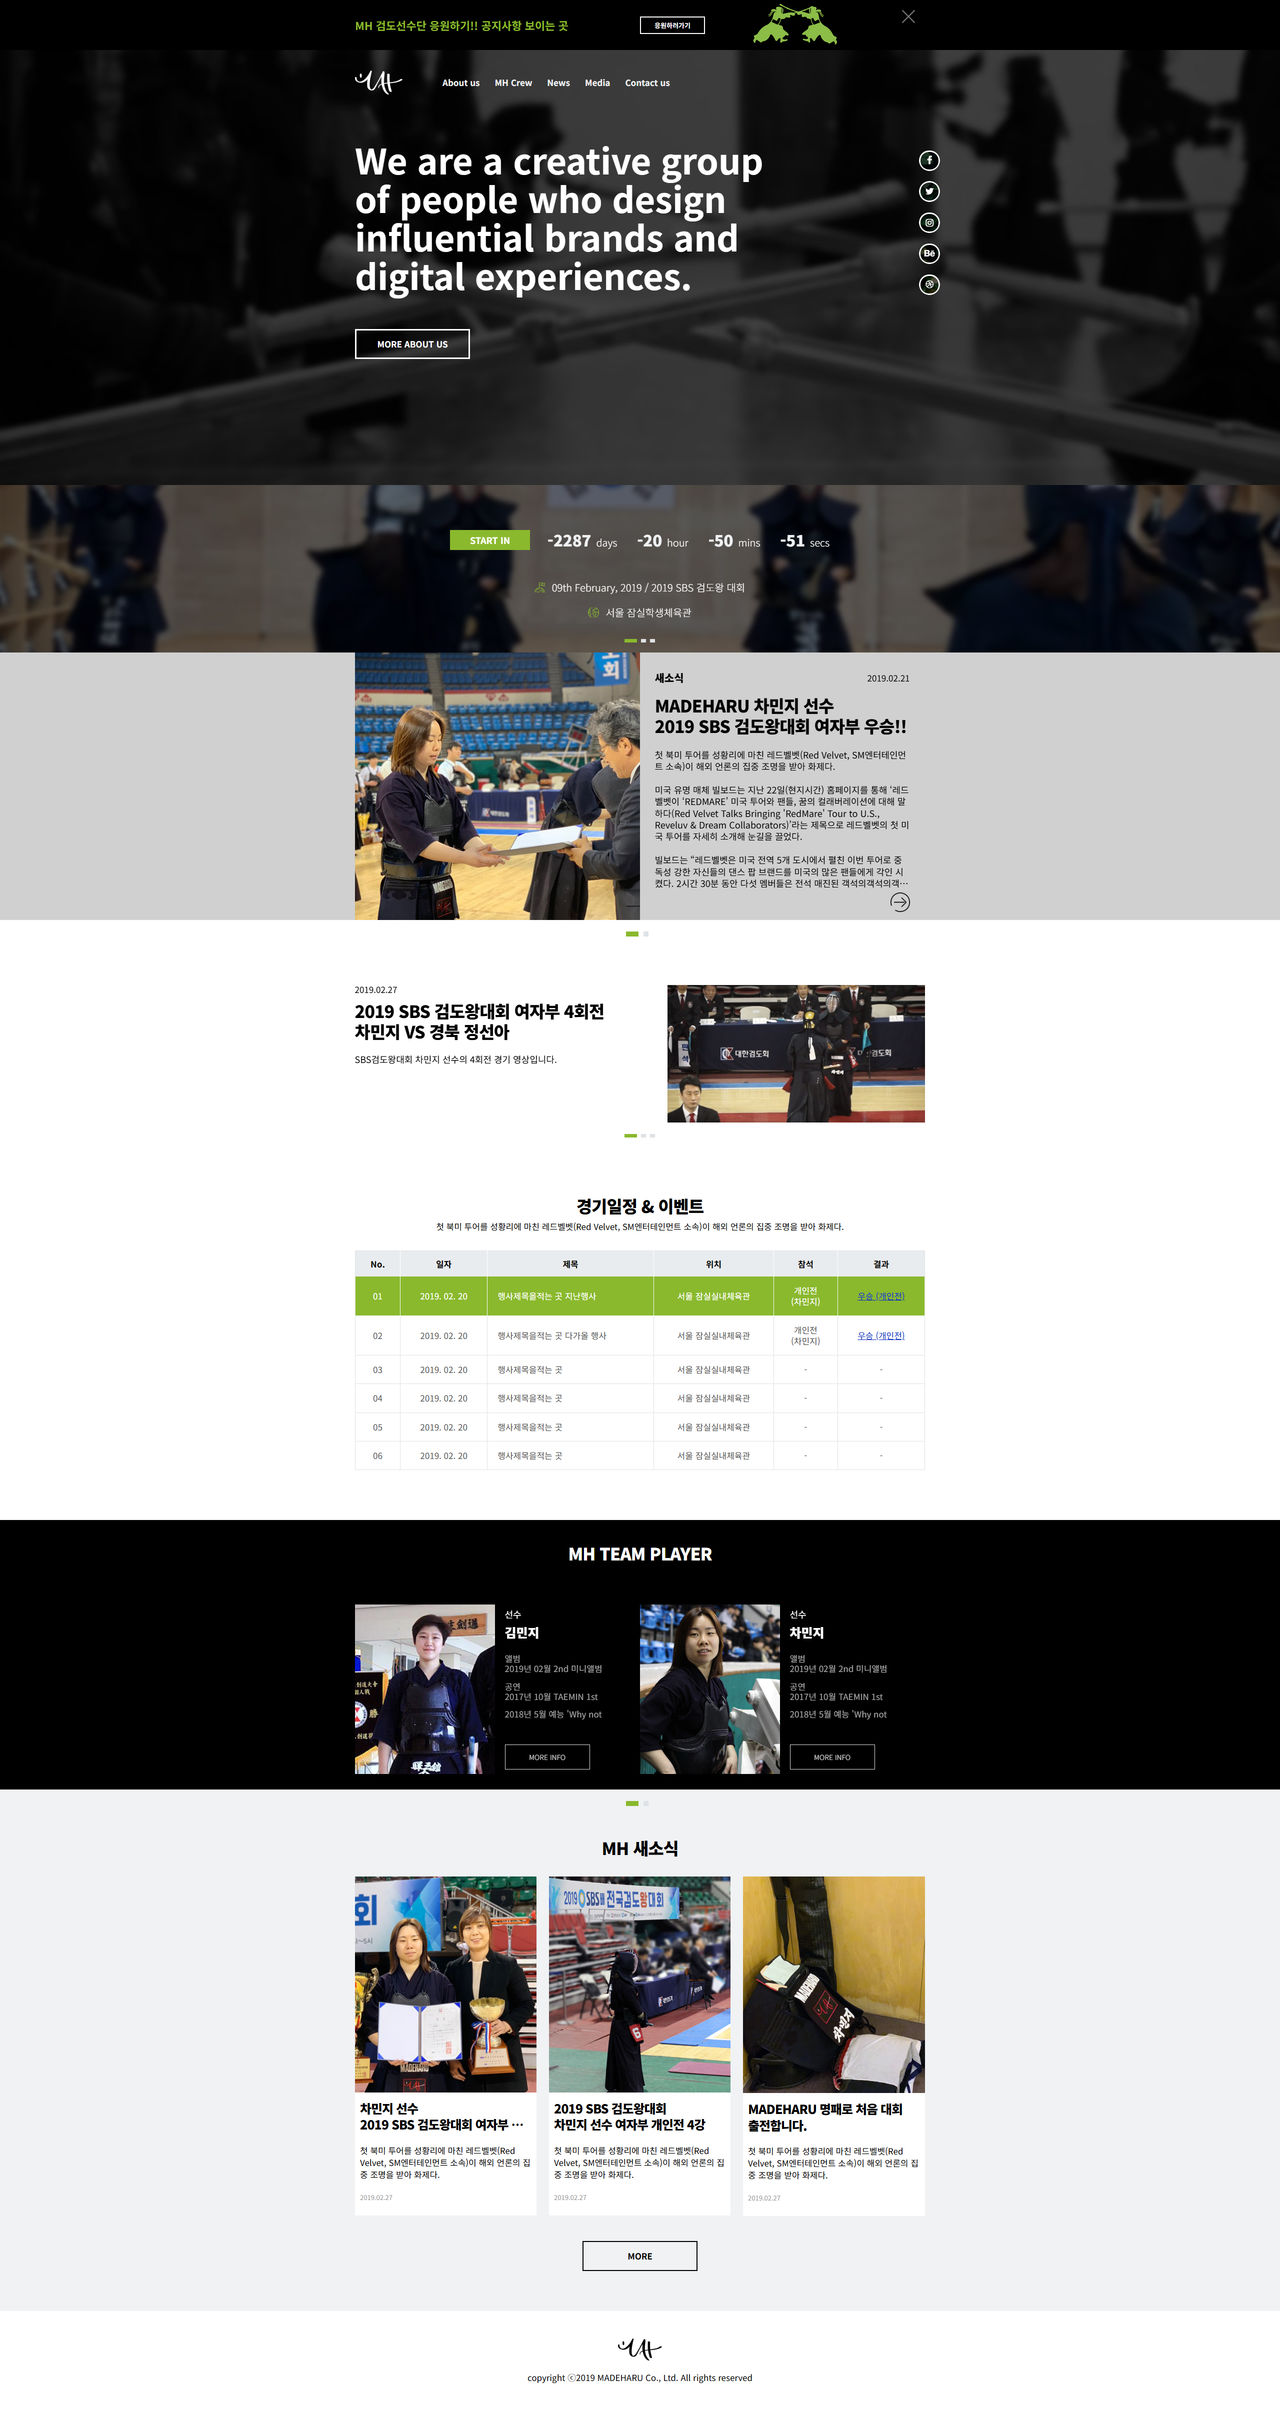 MH 검도선수단 응원하기!! 공지사항 보이는 곳
응원하러가기
About us
MH Crew
News
Media
Contact us
We are a creative group
of people who design
influential brands and
digital experiences.
Bē
MORE ABOUT US
START IN
-2287 days
-20 hour
-50 mins
-51 secs
09th February, 2019 / 2019 SBS 검도왕 대회
서울 잠실학생체육관
새소식
2019.02.21
MADEHARU 차민지 선수
2019 SBS 검도왕대회 여자부 우승!!
첫 북미 투어를 성황리에 마친 레드벨벳(Red Velvet, SM엔터테인먼
트 소속)이 해외 언론의 집중 조명을 받아 화제다.
미국 유명 매체 빌보드는 지난 22일(현지시간) 홈페이지를 통해 ‘레드
벨벳이 ‘REDMARE’ 미국 투어와 팬들, 꿈의 컬래버레이션에 대해 말
하다(Red Velvet Talks Bringing ‘RedMare’ Tour to U.S.,
Reveluv & Dream Collaborators)’라는 제목으로 레드벨벳의 첫 미
국 투어를 자세히 소개해 눈길을 끌었다.
빌보드는 “레드벨벳은 미국 전역 5개 도시에서 펼친 이번 투어로 중
독성 강한 자신들의 댄스 팝 브랜드를 미국의 많은 팬들에게 각인 시
켰다. 2시간 30분 동안 다섯 멤버들은 전석 매진된 객석의객석의객…
2019.02.27
2019 SBS 검도왕대회 여자부 4회전
차민지 VS 경북 정선아
SBS검도왕대회 차민지 선수의 4회전 경기 영상입니다.
대한검도회
검도회
경기일정 & 이벤트
첫 북미 투어를 성황리에 마친 레드벨벳(Red Velvet, SM엔터테인먼트 소속)이 해외 언론의 집중 조명을 받아 화제다.
No. 일자 제목 위치 참석 결과
01 2019. 02. 20 행사제목을적는 곳 지난행사 서울 잠실실내체육관 개인전 (차민지) 우승 (개인전)
02 2019. 02. 20 행사제목을적는 곳 다가올 행사 서울 잠실실내체육관 개인전 (차민지) 우승 (개인전)
03 2019. 02. 20 행사제목을적는 곳 서울 잠실실내체육관 - -
04 2019. 02. 20 행사제목을적는 곳 서울 잠실실내체육관 - -
05 2019. 02. 20 행사제목을적는 곳 서울 잠실실내체육관 - -
06 2019. 02. 20 행사제목을적는 곳 서울 잠실실내체육관 - -
MH TEAM PLAYER
선수
김민지
앨범
2019년 02월 2nd 미니앨범
공연
2017년 10월 TAEMIN 1st
2018년 5월 예능 ‘Why not
MORE INFO
선수
차민지
앨범
2019년 02월 2nd 미니앨범
공연
2017년 10월 TAEMIN 1st
2018년 5월 예능 ‘Why not
MORE INFO
MH 새소식
회
MADEHARU
차민지 선수
2019 SBS 검도왕대회 여자부 …
첫 북미 투어를 성황리에 마친 레드벨벳(Red
Velvet, SM엔터테인먼트 소속)이 해외 언론의 집
중 조명을 받아 화제다.
2019.02.27
2019 SBS배 전국검도왕대회
2019 SBS 검도왕대회
차민지 선수 여자부 개인전 4강
첫 북미 투어를 성황리에 마친 레드벨벳(Red
Velvet, SM엔터테인먼트 소속)이 해외 언론의 집
중 조명을 받아 화제다.
2019.02.27
MADEHARU
차민지
MADEHARU 명패로 처음 대회
출전합니다.
첫 북미 투어를 성황리에 마친 레드벨벳(Red
Velvet, SM엔터테인먼트 소속)이 해외 언론의 집
중 조명을 받아 화제다.
2019.02.27
MORE
copyright ⓒ2019 MADEHARU Co., Ltd. All rights reserved